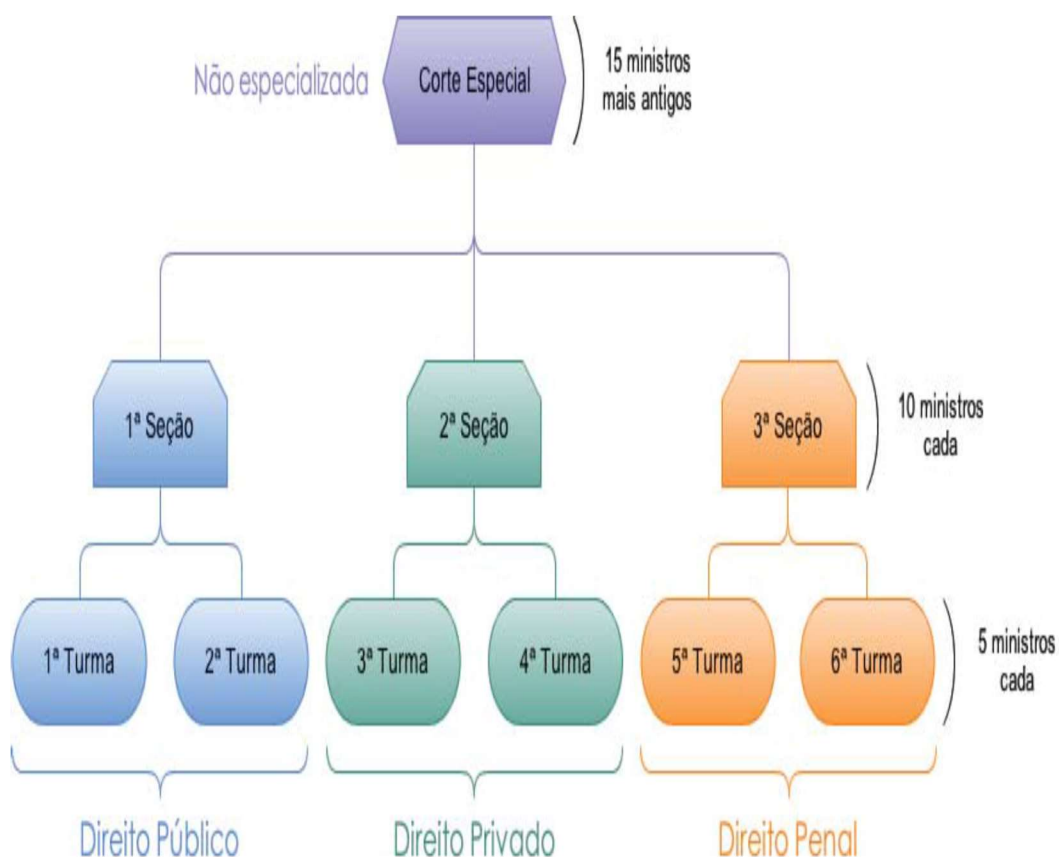 Não especializada
Corte Especial
15 ministros
mais antigos
1ª Seção
2ª Seção
3ª Seção
10 ministros
cada
1ª Turma
2ª Turma
3ª Turma
4ª Turma
5ª Turma
6ª Turma
5 ministros
cada
Direito Público
Direito Privado
Direito Penal